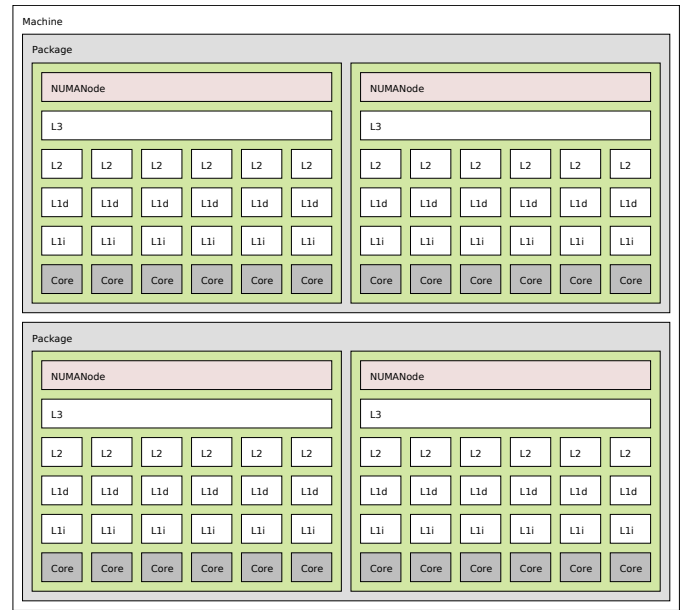 Machine
Package
NUMANode NUMANode
L3 L3
L2 L2 L2 L2 L2 L2 L2 L2 L2 L2 L2 L2
L1d L1d L1d L1d L1d L1d L1d L1d L1d L1d L1d L1d
L1i L1i L1i L1i L1i L1i L1i L1i L1i L1i L1i L1i
Core Core Core Core Core Core Core Core Core Core Core Core
Package
NUMANode NUMANode
L3 L3
L2 L2 L2 L2 L2 L2 L2 L2 L2 L2 L2 L2
L1d L1d L1d L1d L1d L1d L1d L1d L1d L1d L1d L1d
L1i L1i L1i L1i L1i L1i L1i L1i L1i L1i L1i L1i
Core Core Core Core Core Core Core Core Core Core Core Core